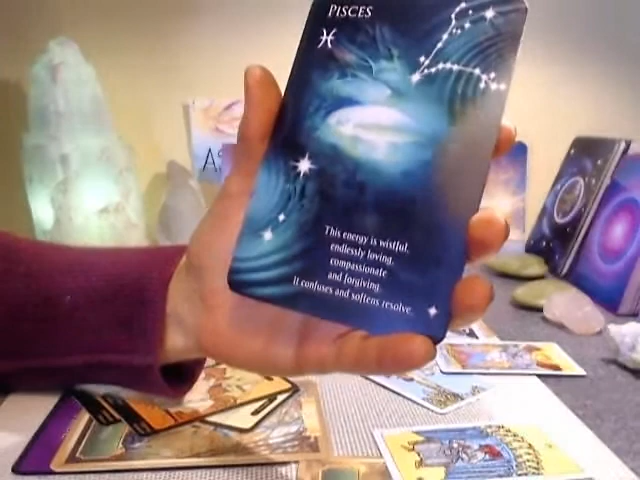 PISCES
♓
This energy is wistful,
endlessly loving,
compassionate
and forgiving.
It confuses and softens resolve.